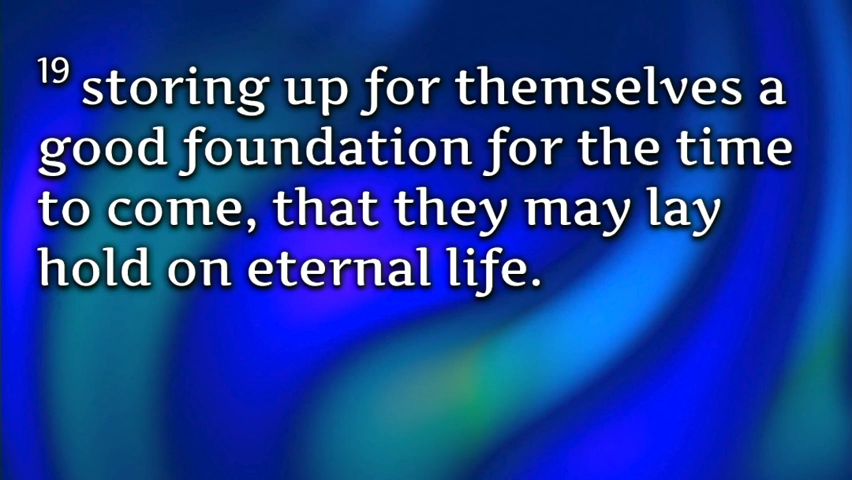 19 storing up for themselves a
good foundation for the time
to come, that they may lay
hold on eternal life.